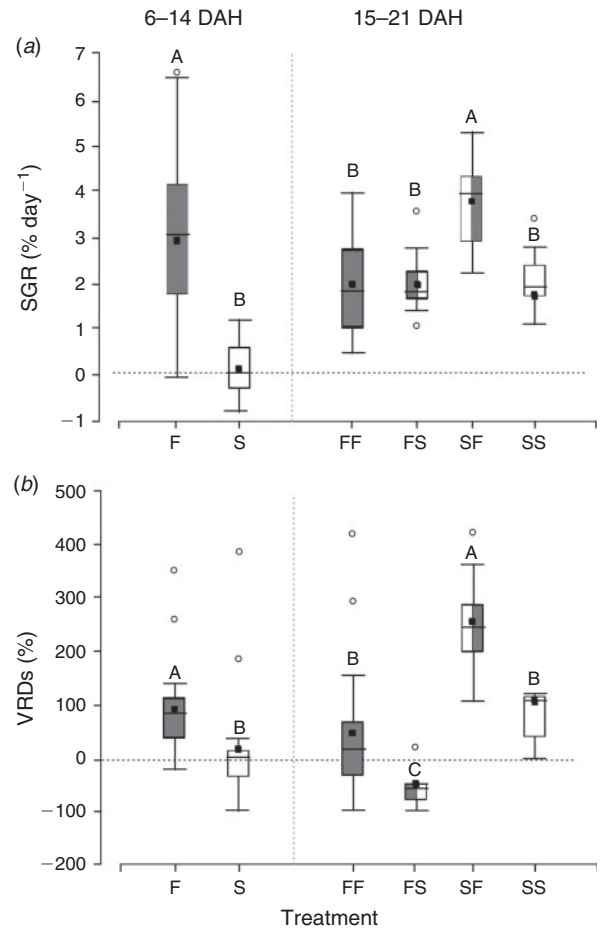 6–14 DAH 15–21 DAH
(a)
7
6
5
4
3
2
1
0
−1
SGR (% day⁻¹)
A
B
B
B
A
B
F S FF FS SF SS
(b)
500
400
300
200
100
0
−100
−200
VRDs (%)
A
B
B
C
A
B
F S FF FS SF SS
Treatment